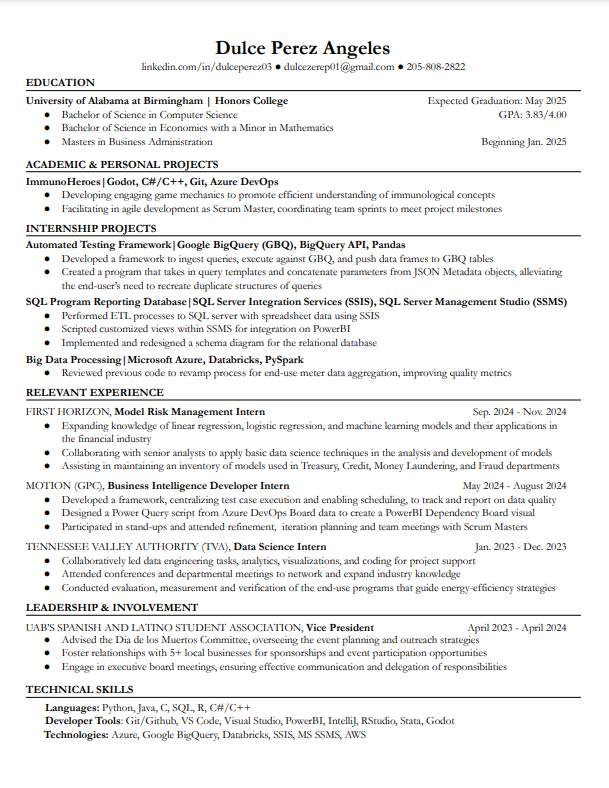 Dulce Perez Angeles
linkedin.com/in/dulceperez03 ● dulcezerep01@gmail.com ● 205-808-2822
EDUCATION
University of Alabama at Birmingham | Honors College Expected Graduation: May 2025
● Bachelor of Science in Computer Science GPA: 3.83/4.00
● Bachelor of Science in Economics with a Minor in Mathematics
● Masters in Business Administration Beginning Jan. 2025
ACADEMIC & PERSONAL PROJECTS
ImmunoHeroes|Godot, C#/C++, Git, Azure DevOps
● Developing engaging game mechanics to promote efficient understanding of immunological concepts
● Facilitating in agile development as Scrum Master, coordinating team sprints to meet project milestones
INTERNSHIP PROJECTS
Automated Testing Framework|Google BigQuery (GBQ), BigQuery API, Pandas
● Developed a framework to ingest queries, execute against GBQ, and push data frames to GBQ tables
● Created a program that takes in query templates and concatenate parameters from JSON Metadata objects, alleviating
the end-user's need to recreate duplicate structures of queries
SQL Program Reporting Database|SQL Server Integration Services (SSIS), SQL Server Management Studio (SSMS)
● Performed ETL processes to SQL server with spreadsheet data using SSIS
● Scripted customized views within SSMS for integration on PowerBI
● Implemented and redesigned a schema diagram for the relational database
Big Data Processing|Microsoft Azure, Databricks, PySpark
● Reviewed previous code to revamp process for end-use meter data aggregation, improving quality metrics
RELEVANT EXPERIENCE
FIRST HORIZON, Model Risk Management Intern Sep. 2024 - Nov. 2024
● Expanding knowledge of linear regression, logistic regression, and machine learning models and their applications in
the financial industry
● Collaborating with senior analysts to apply basic data science techniques in the analysis and development of models
● Assisting in maintaining an inventory of models used in Treasury, Credit, Money Laundering, and Fraud departments
MOTION (GPC), Business Intelligence Developer Intern May 2024 - August 2024
● Developed a framework, centralizing test case execution and enabling scheduling, to track and report on data quality
● Designed a Power Query script from Azure DevOps Board data to create a PowerBI Dependency Board visual
● Participated in stand-ups and attended refinement, iteration planning and team meetings with Scrum Masters
TENNESSEE VALLEY AUTHORITY (TVA), Data Science Intern Jan. 2023 - Dec. 2023
● Collaboratively led data engineering tasks, analytics, visualizations, and coding for project support
● Attended conferences and departmental meetings to network and expand industry knowledge
● Conducted evaluation, measurement and verification of the end-use programs that guide energy-efficiency strategies
LEADERSHIP & INVOLVEMENT
UAB'S SPANISH AND LATINO STUDENT ASSOCIATION, Vice President April 2023 - April 2024
● Advised the Dia de los Muertos Committee, overseeing the event planning and outreach strategies
● Foster relationships with 5+ local businesses for sponsorships and event participation opportunities
● Engage in executive board meetings, ensuring effective communication and delegation of responsibilities
TECHNICAL SKILLS
Languages: Python, Java, C, SQL, R, C#/C++
Developer Tools: Git/Github, VS Code, Visual Studio, PowerBI, IntelliJ, RStudio, Stata, Godot
Technologies: Azure, Google BigQuery, Databricks, SSIS, MS SSMS, AWS